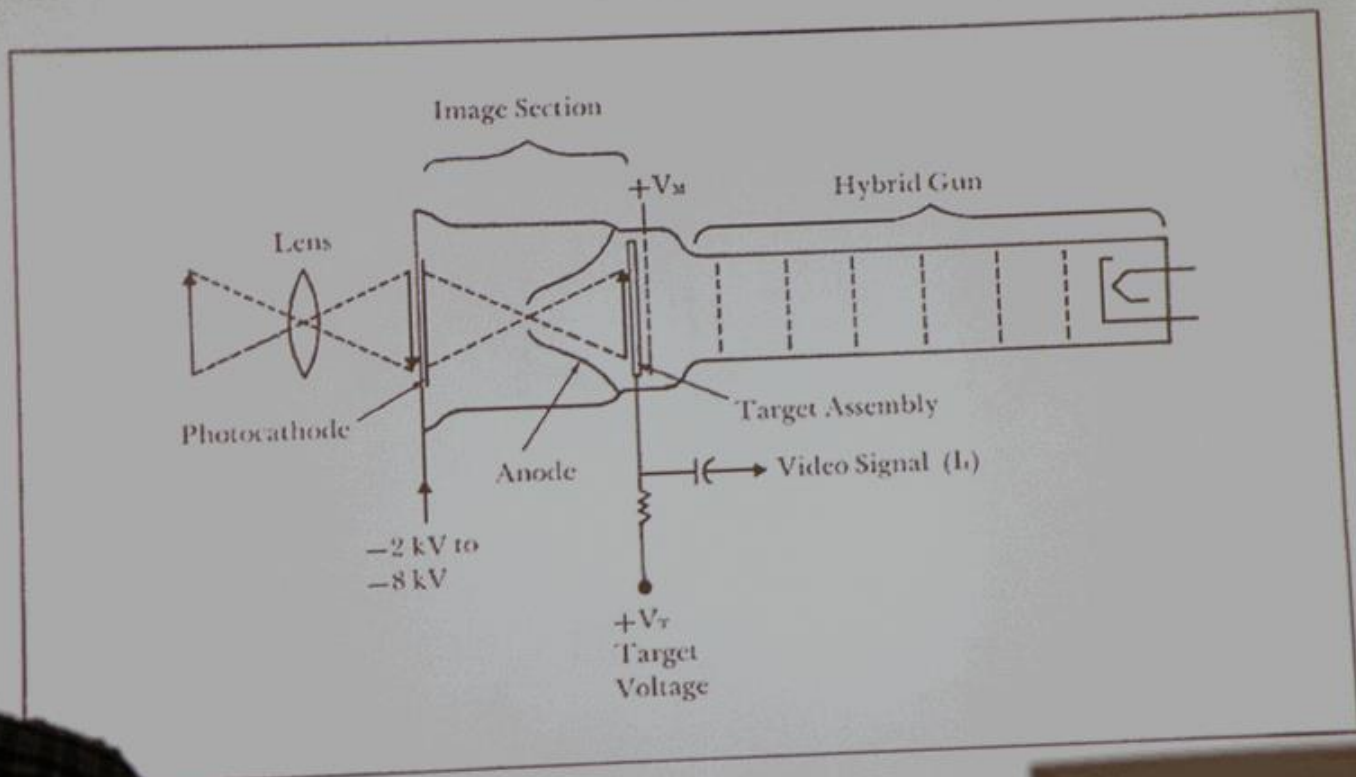 Image Section
+VM
Hybrid Gun
Lens
Photocathode
Anode
Target Assembly
Video Signal (I₁)
—2 kV to
—8 kV
+VT
Target
Voltage